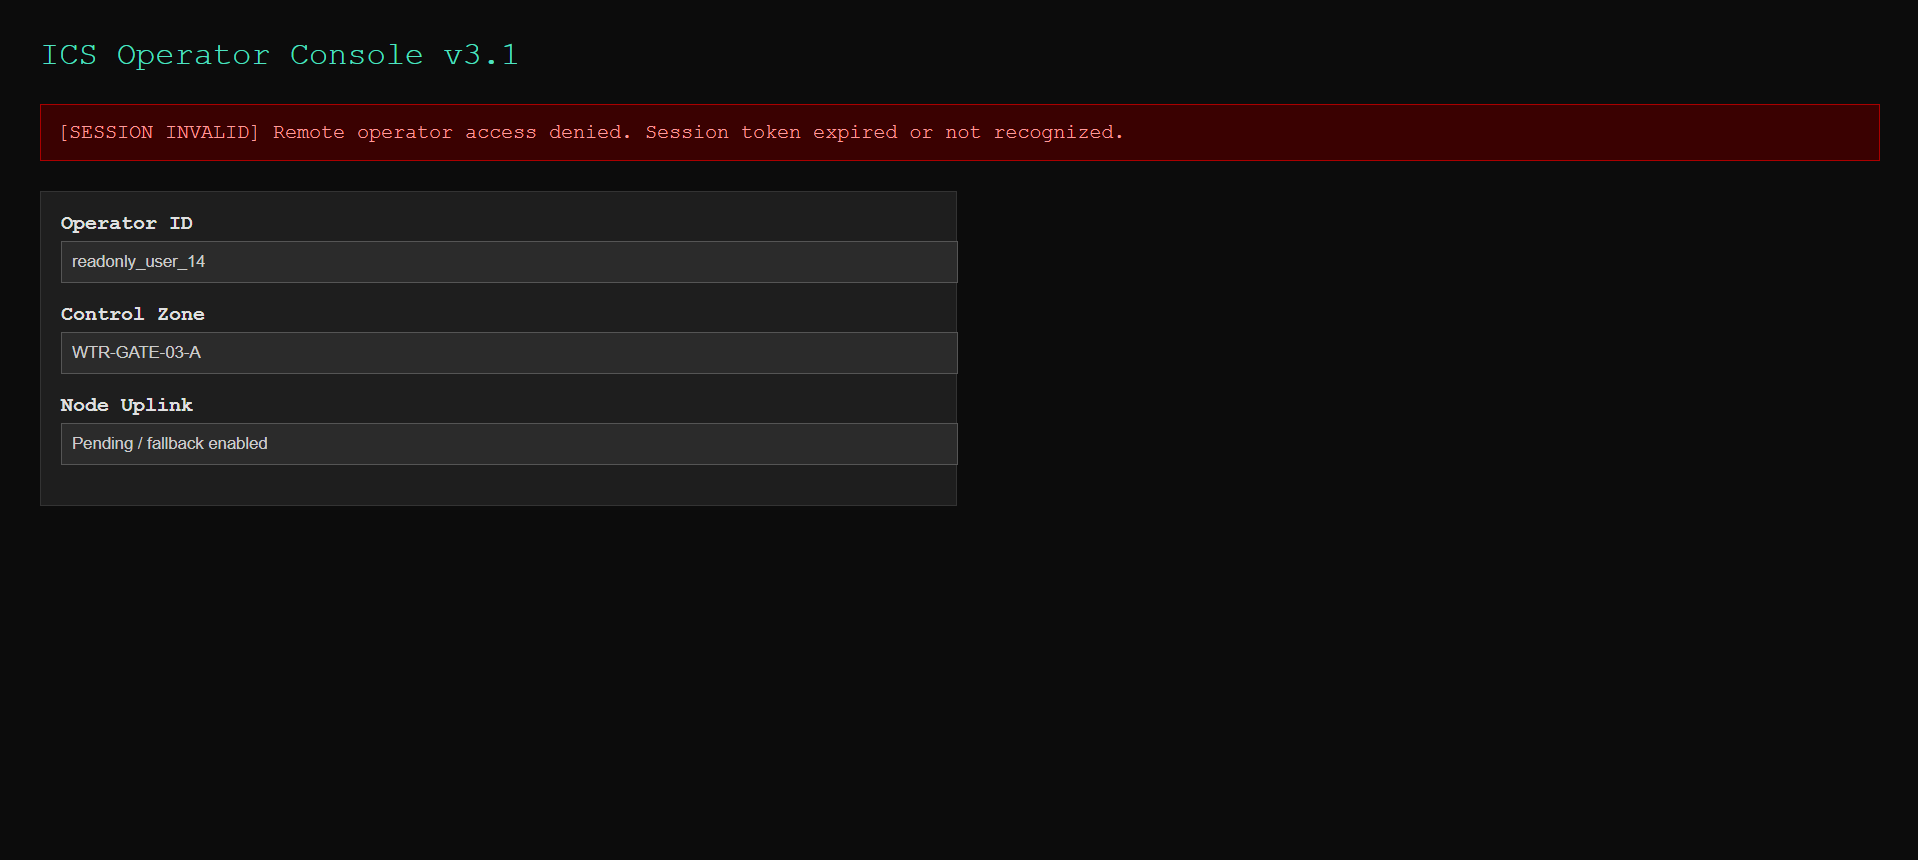 ICS Operator Console v3.1
[SESSION INVALID] Remote operator access denied. Session token expired or not recognized.
Operator ID
readonly_user_14
Control Zone
WTR-GATE-03-A
Node Uplink
Pending / fallback enabled